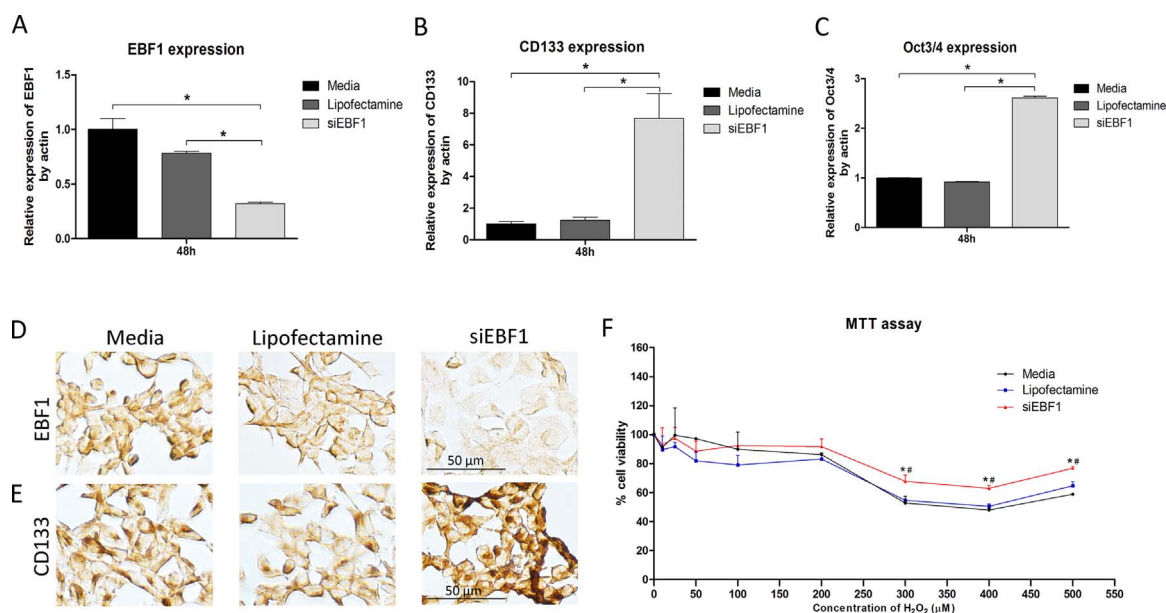 A
EBF1 expression
Relative expression of EBF1
by actin
1.5
1.0
0.5
0.0
*
*
48h
Media
Lipofectamine
siEBF1
B
CD133 expression
Relative expression of CD133
by actin
10
8
6
4
2
0
*
*
48h
Media
Lipofectamine
siEBF1
C
Oct3/4 expression
Relative expression of Oct3/4
by actin
3
2
1
0
*
*
48h
Media
Lipofectamine
siEBF1
D
Media
Lipofectamine
siEBF1
EBF1
50 µm
E
CD133
50 µm
F
MTT assay
% cell viability
160
140
120
100
80
60
40
20
0
Media
Lipofectamine
siEBF1
*#
*#
*#
0 50 100 150 200 250 300 350 400 450 500 550
Concentration of H₂O₂ (µM)